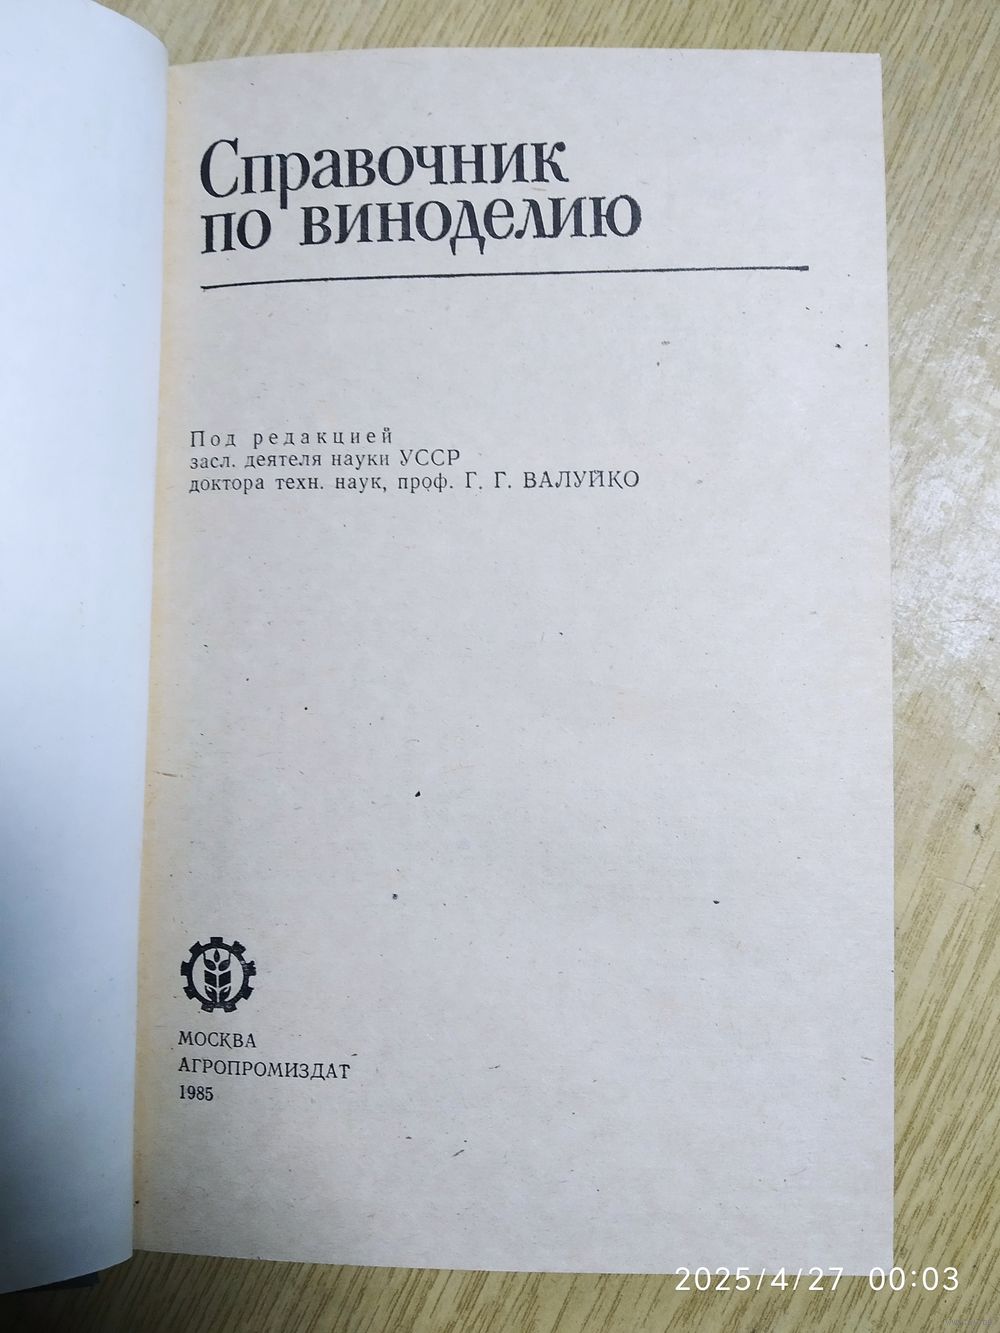 Справочник
по виноделию
Под редакцией
засл. деятеля науки УССР
доктора техн. наук, проф. Г. Г. ВАЛУЙКО
МОСКВА
АГРОПРОМИЗДАТ
1985
2025/4/27 00:03